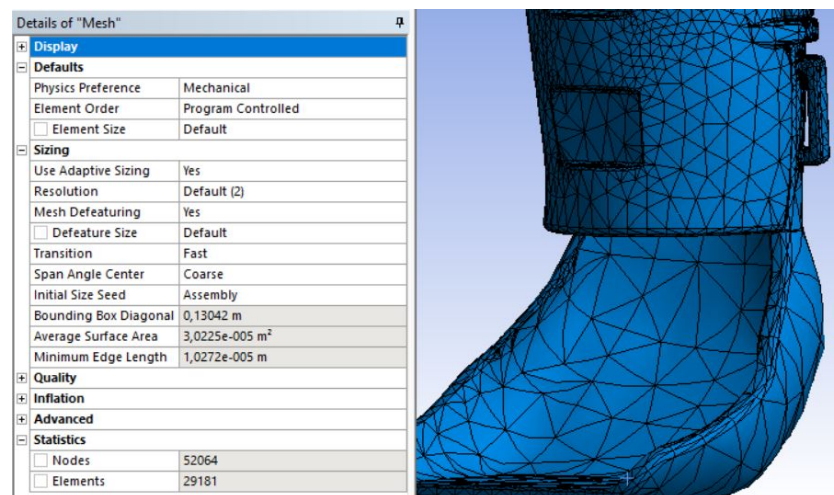 Details of "Mesh"
Display
Defaults
Physics Preference Mechanical
Element Order Program Controlled
Element Size Default
Sizing
Use Adaptive Sizing Yes
Resolution Default (2)
Mesh Defeaturing Yes
Defeature Size Default
Transition Fast
Span Angle Center Coarse
Initial Size Seed Assembly
Bounding Box Diagonal 0,13042 m
Average Surface Area 3,0225e-005 m²
Minimum Edge Length 1,0272e-005 m
Quality
Inflation
Advanced
Statistics
Nodes 52064
Elements 29181